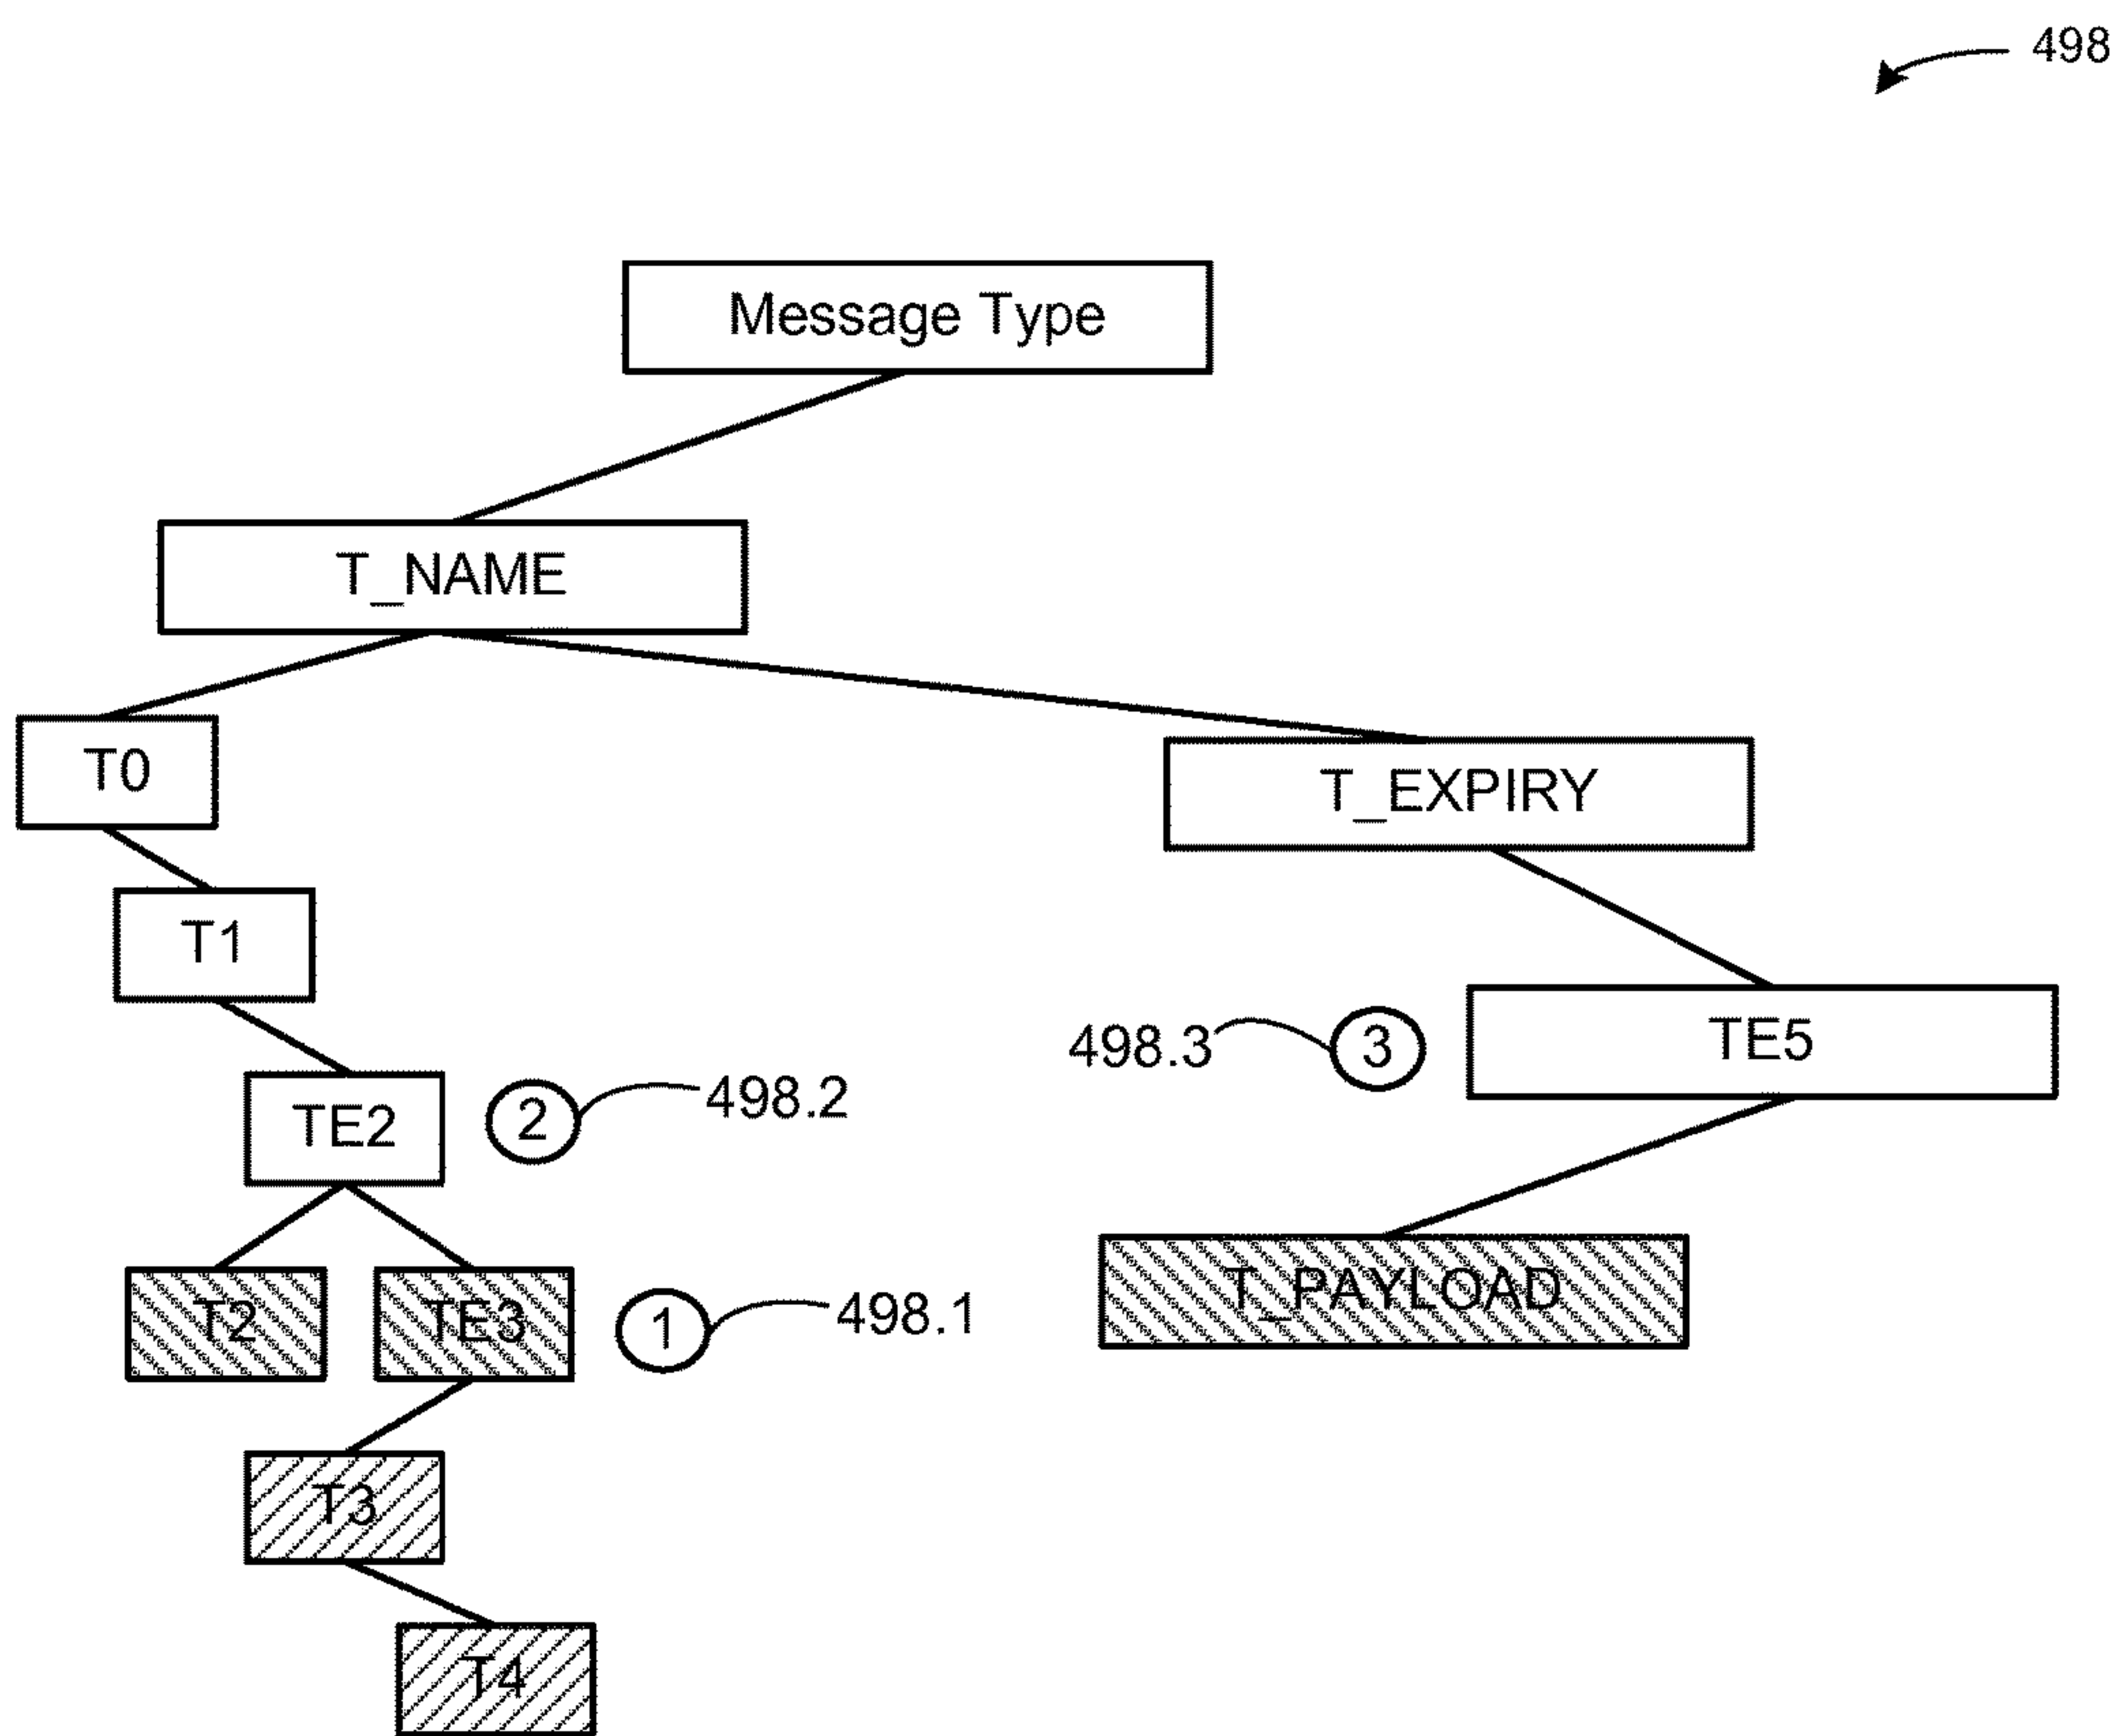 498
Message Type
T_NAME
T0
T_EXPIRY
T1
498.3
3
TE5
TE2
2
498.2
T2
TE3
1
498.1
T_PAYLOAD
T3
T4